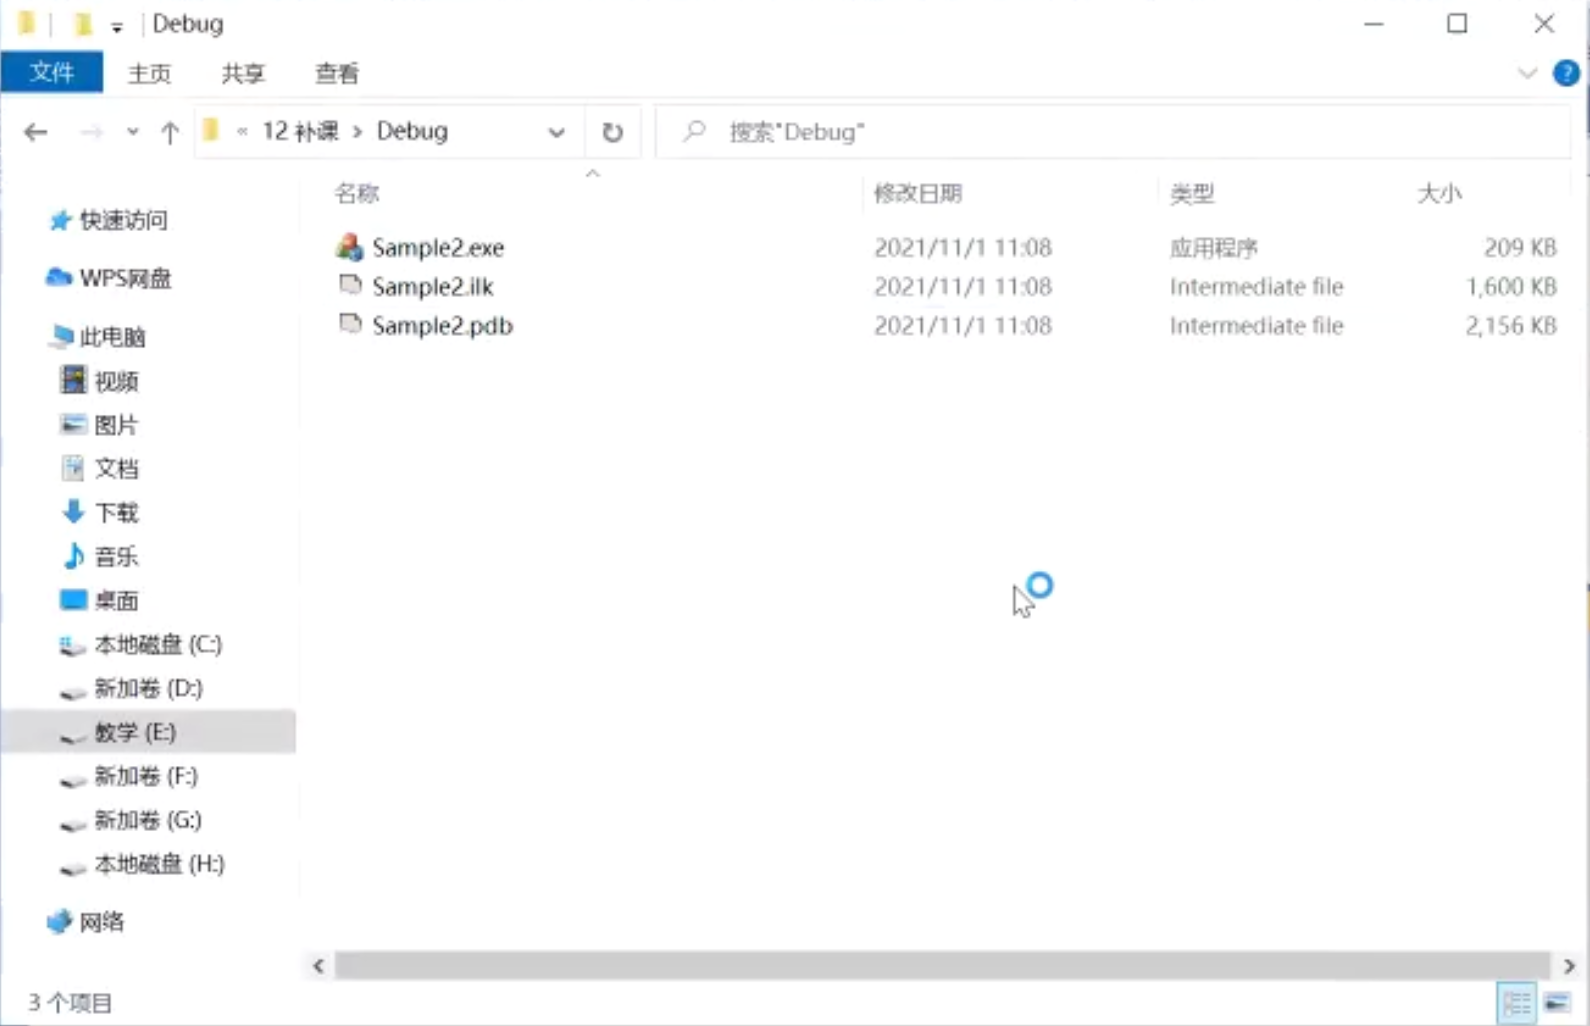 Debug
文件 主页 共享 查看
« 12 补课 › Debug 搜索"Debug"
名称 修改日期 类型 大小
Sample2.exe 2021/11/1 11:08 应用程序 209 KB
Sample2.ilk 2021/11/1 11:08 Intermediate file 1,600 KB
Sample2.pdb 2021/11/1 11:08 Intermediate file 2,156 KB
快速访问
WPS网盘
此电脑
视频
图片
文档
下载
音乐
桌面
本地磁盘 (C:)
新加卷 (D:)
教学 (E:)
新加卷 (F:)
新加卷 (G:)
本地磁盘 (H:)
网络
3 个项目